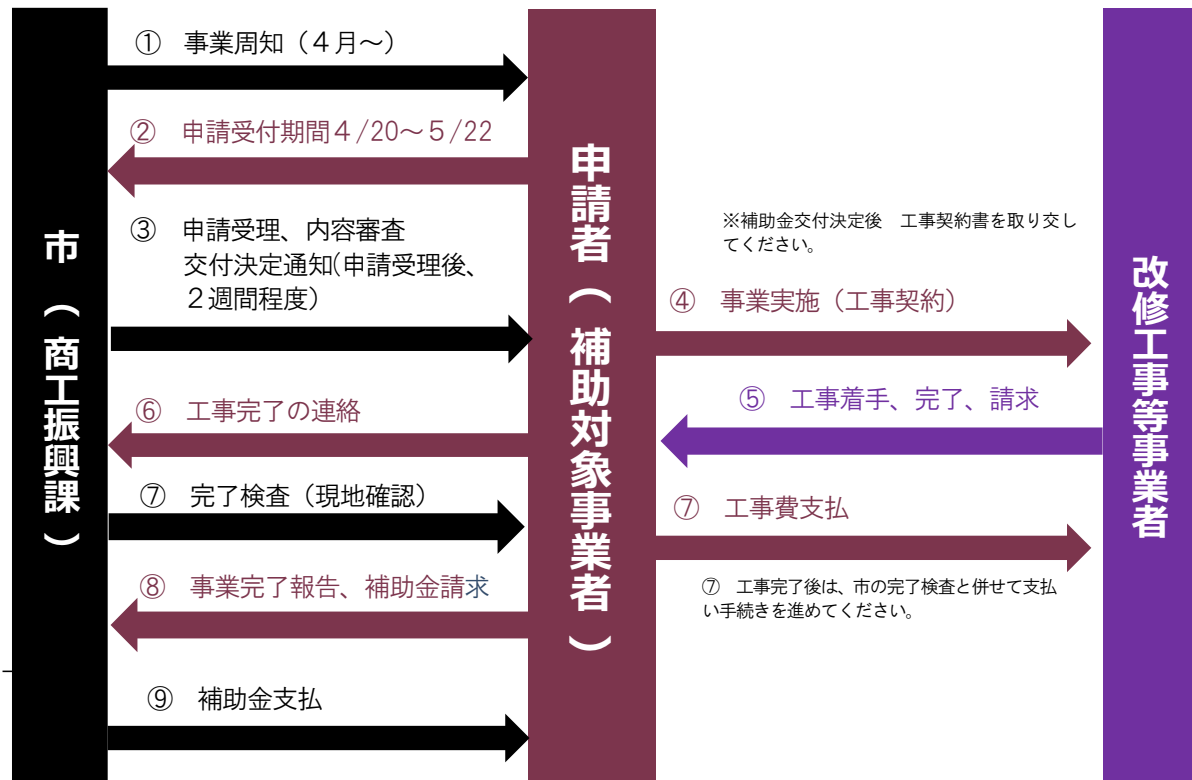 ① 事業周知（４月～）
② 申請受付期間４/20～５/22
③ 申請受理、内容審査
交付決定通知(申請受理後、
２週間程度）
⑥ 工事完了の連絡
⑦ 完了検査（現地確認）
⑧ 事業完了報告、補助金請求
⑨ 補助金支払
市（商工振興課）
申請者（補助対象事業者）
※補助金交付決定後　工事契約書を取り交し
てください。
④ 事業実施（工事契約）
⑤ 工事着手、完了、請求
⑦ 工事費支払
⑦　工事完了後は、市の完了検査と併せて支払
い手続きを進めてください。
改修工事等事業者